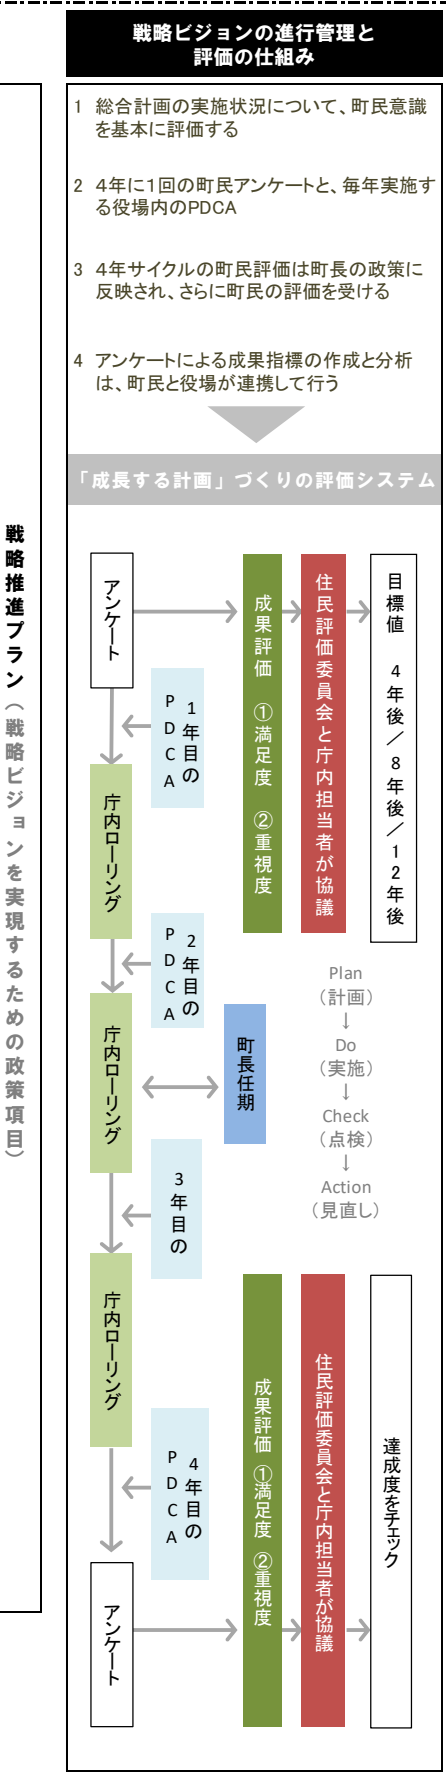 戦略ビジョンの進行管理と
評価の仕組み
1 総合計画の実施状況について、町民意識
を基本に評価する
2 4年に1回の町民アンケートと、毎年実施す
る役場内のPDCA
3 4年サイクルの町民評価は町長の政策に
反映され、さらに町民の評価を受ける
4 アンケートによる成果指標の作成と分析
は、町民と役場が連携して行う
「成長する計画」づくりの評価システム
戦略推進プラン（戦略ビジョンを実現するための政策項目）
アンケート
成果評価 ①満足度 ②重視度
住民評価委員会と庁内担当者が協議
目標値 4年後／8年後／12年後
1年目の
PDCA
庁内ローリング
2年目の
PDCA
庁内ローリング
町長任期
Plan
（計画）
↓
Do
（実施）
↓
Check
（点検）
↓
Action
（見直し）
3年目の
庁内ローリング
4年目の
PDCA
アンケート
成果評価 ①満足度 ②重視度
住民評価委員会と庁内担当者が協議
達成度をチェック